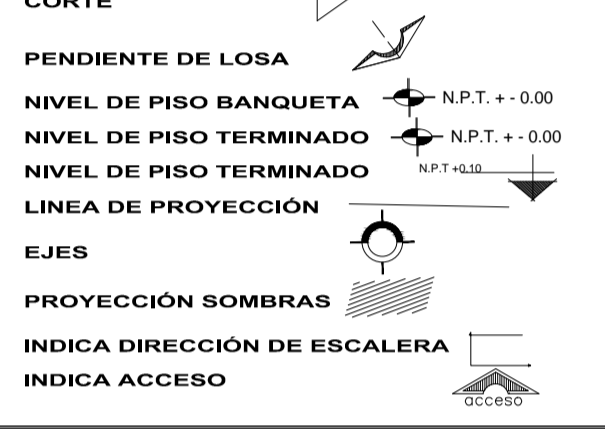 CORTE
PENDIENTE DE LOSA
NIVEL DE PISO BANQUETA N.P.T. + - 0.00
NIVEL DE PISO TERMINADO N.P.T. + - 0.00
NIVEL DE PISO TERMINADO N.P.T +0.10
LINEA DE PROYECCIÓN
EJES
PROYECCIÓN SOMBRAS
INDICA DIRECCIÓN DE ESCALERA
INDICA ACCESO
acceso